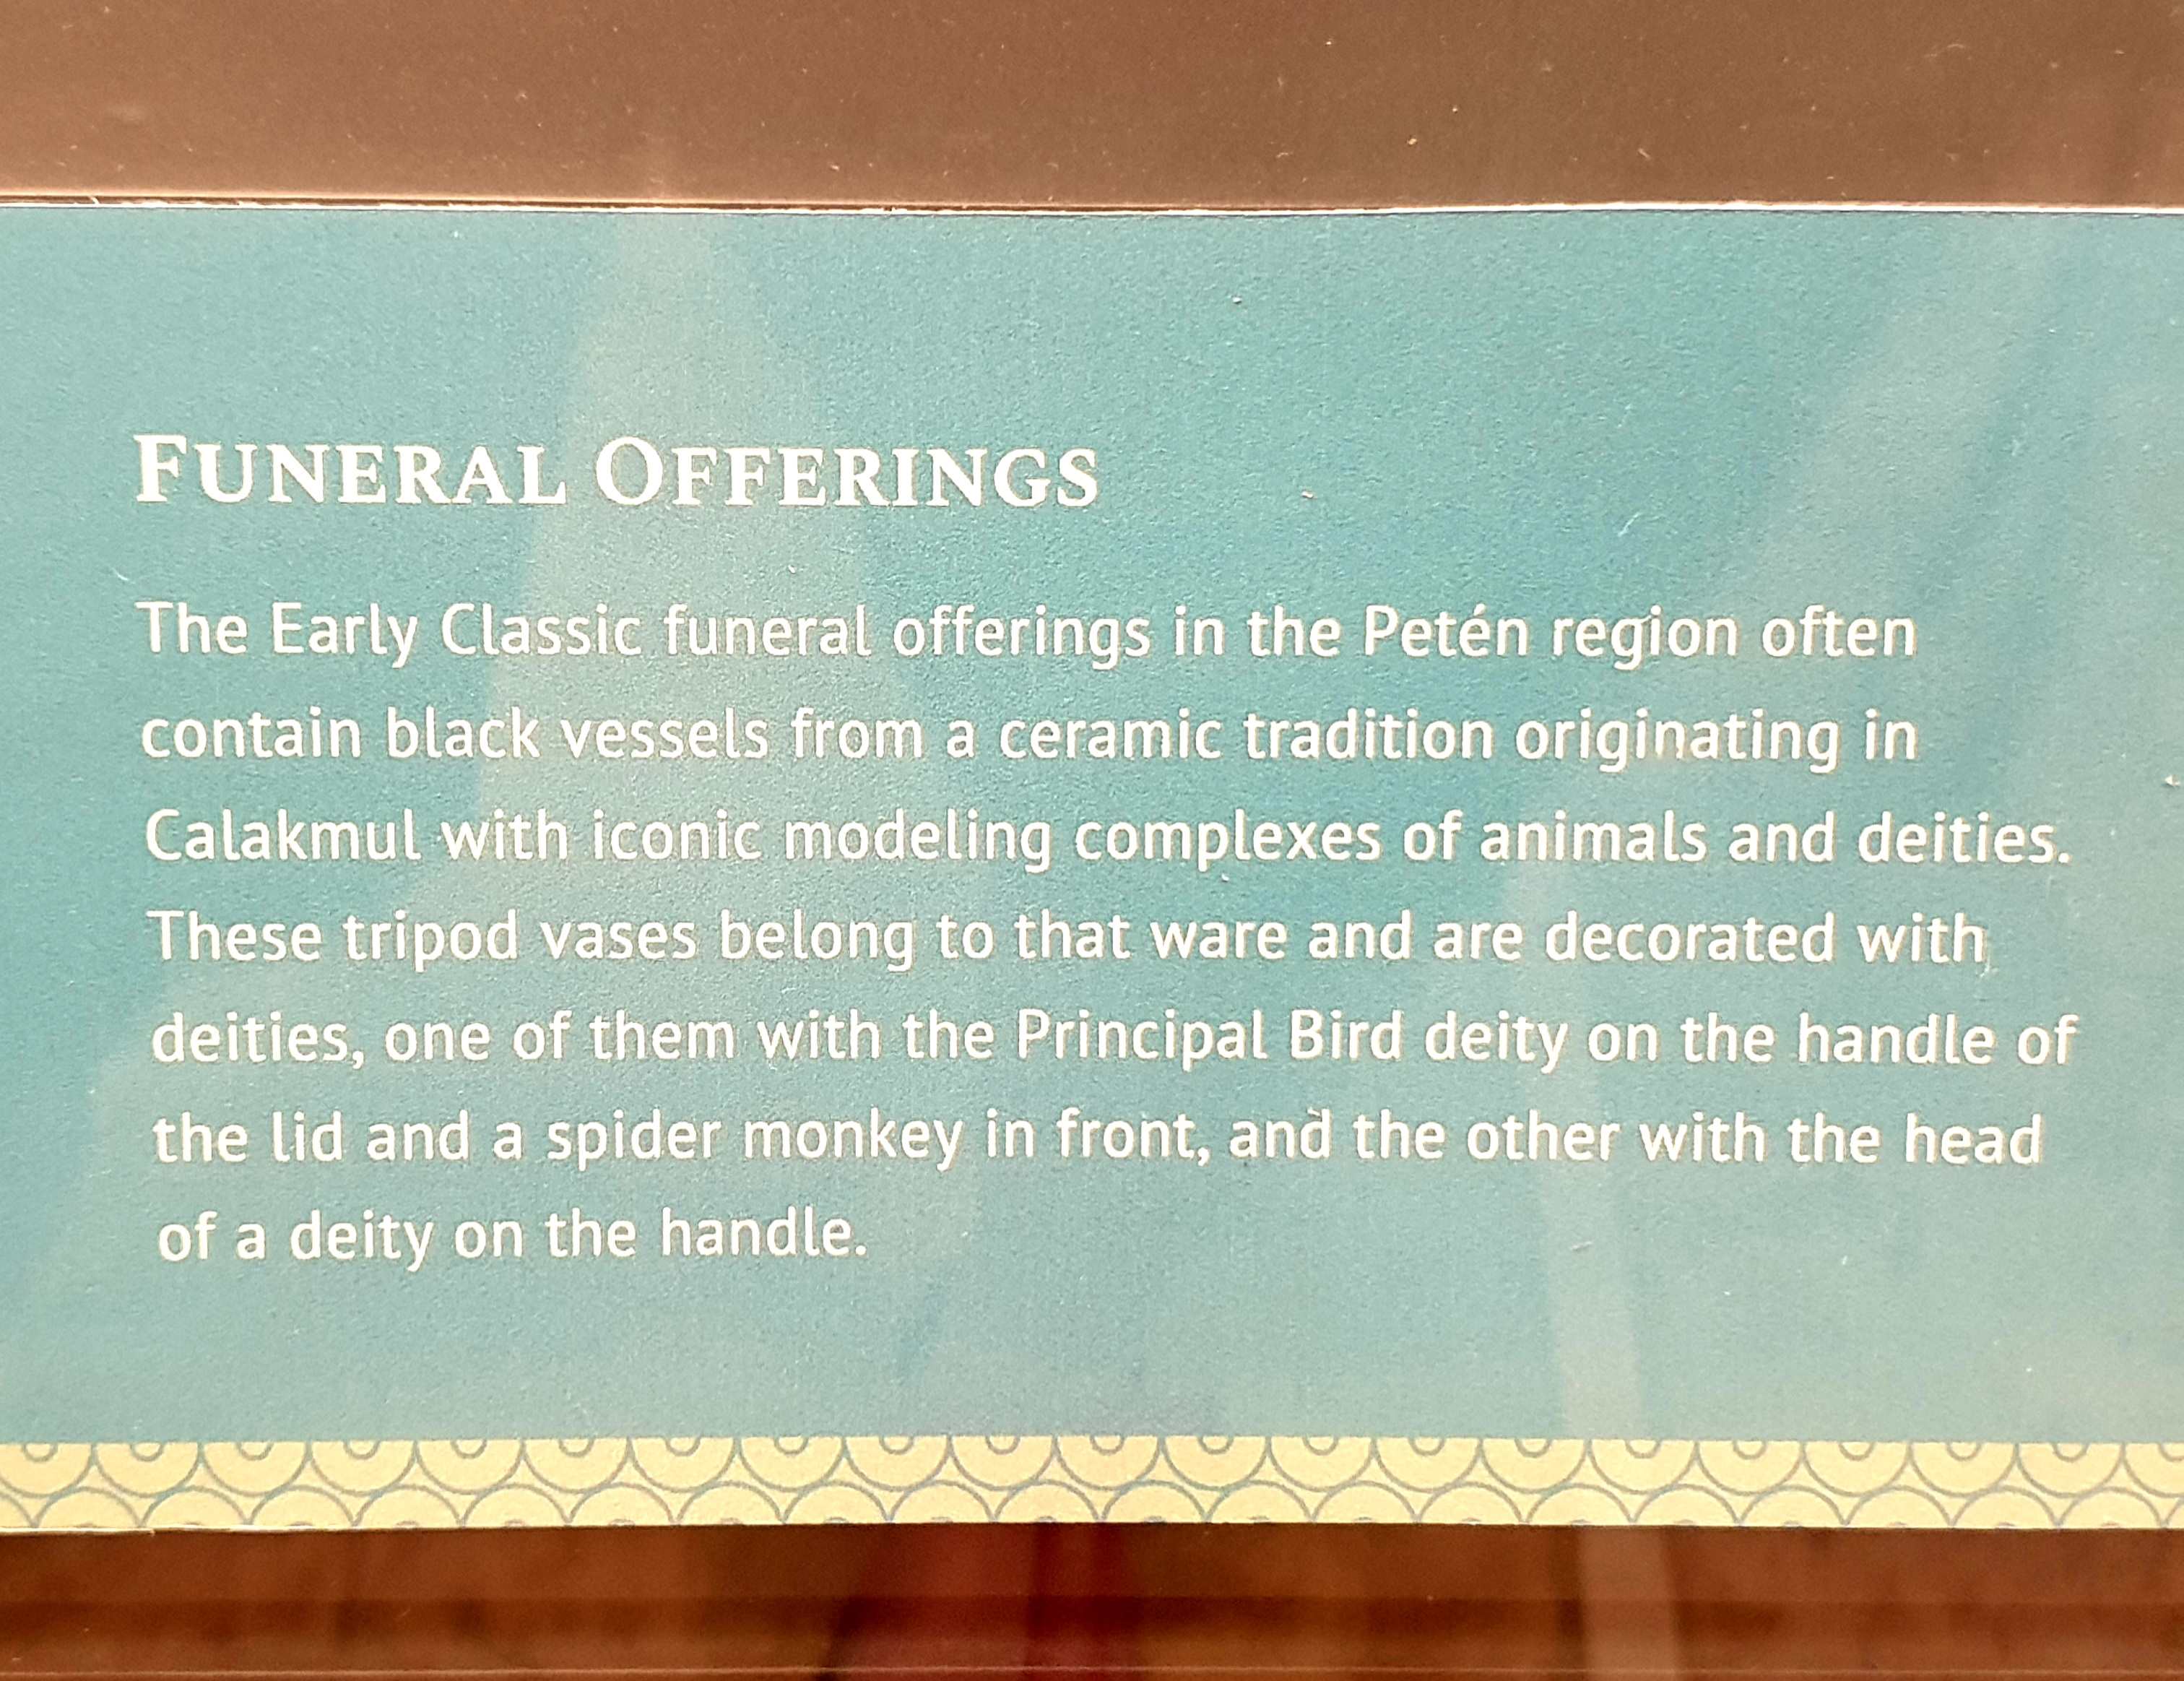 FUNERAL OFFERINGS
The Early Classic funeral offerings in the Petén region often
contain black vessels from a ceramic tradition originating in
Calakmul with iconic modeling complexes of animals and deities.
These tripod vases belong to that ware and are decorated with
deities, one of them with the Principal Bird deity on the handle of
the lid and a spider monkey in front, and the other with the head
of a deity on the handle.